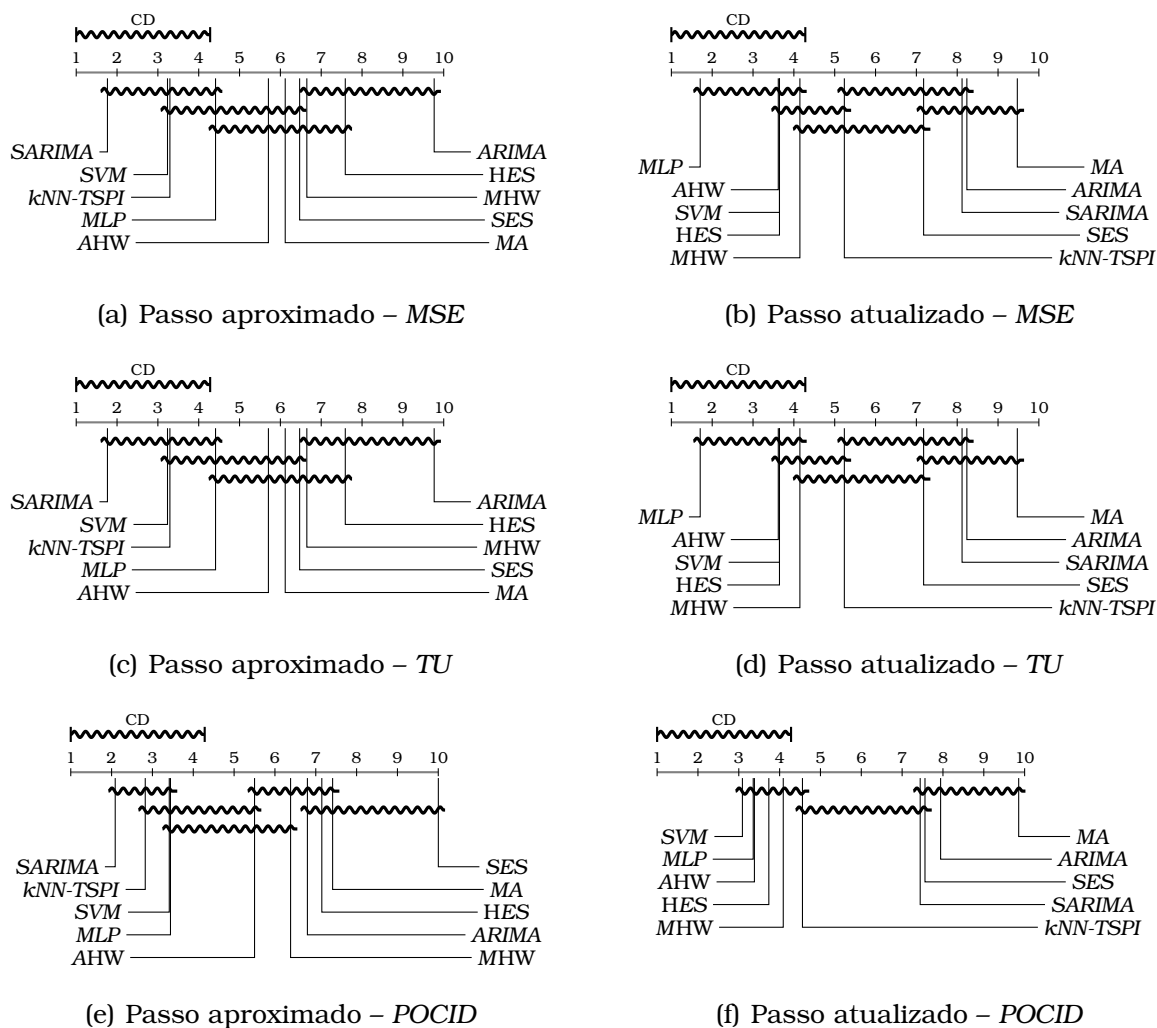 CD
1 2 3 4 5 6 7 8 9 10
SARIMA
SVM
kNN-TSPI
MLP
AHW
ARIMA
HES
MHW
SES
MA
(a) Passo aproximado – MSE
CD
1 2 3 4 5 6 7 8 9 10
MLP
AHW
SVM
HES
MHW
MA
ARIMA
SARIMA
SES
kNN-TSPI
(b) Passo atualizado – MSE
CD
1 2 3 4 5 6 7 8 9 10
SARIMA
SVM
kNN-TSPI
MLP
AHW
ARIMA
HES
MHW
SES
MA
(c) Passo aproximado – TU
CD
1 2 3 4 5 6 7 8 9 10
MLP
AHW
SVM
HES
MHW
MA
ARIMA
SARIMA
SES
kNN-TSPI
(d) Passo atualizado – TU
CD
1 2 3 4 5 6 7 8 9 10
SARIMA
kNN-TSPI
SVM
MLP
AHW
SES
MA
HES
ARIMA
MHW
(e) Passo aproximado – POCID
CD
1 2 3 4 5 6 7 8 9 10
SVM
MLP
AHW
HES
MHW
MA
ARIMA
SES
SARIMA
kNN-TSPI
(f) Passo atualizado – POCID